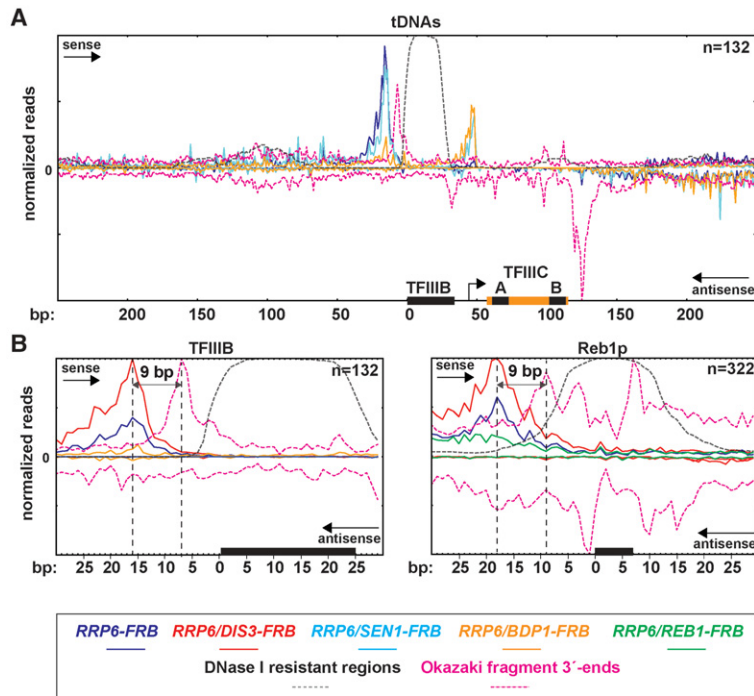 A
tDNAs
sense
n=132
normalized reads
0
TFIIIB
TFIIIC
A
B
antisense
bp: 200 150 100 50 0 50 100 150 200
B
TFIIIB
sense
9 bp
n=132
normalized reads
0
antisense
bp: 25 20 15 10 5 0 5 10 15 20 25
Reb1p
sense
9 bp
n=322
antisense
bp: 30 25 20 15 10 5 0 5 10 15 20 25
RRP6-FRB RRP6/DIS3-FRB RRP6/SEN1-FRB RRP6/BDP1-FRB RRP6/REB1-FRB
DNase I resistant regions Okazaki fragment 3´-ends